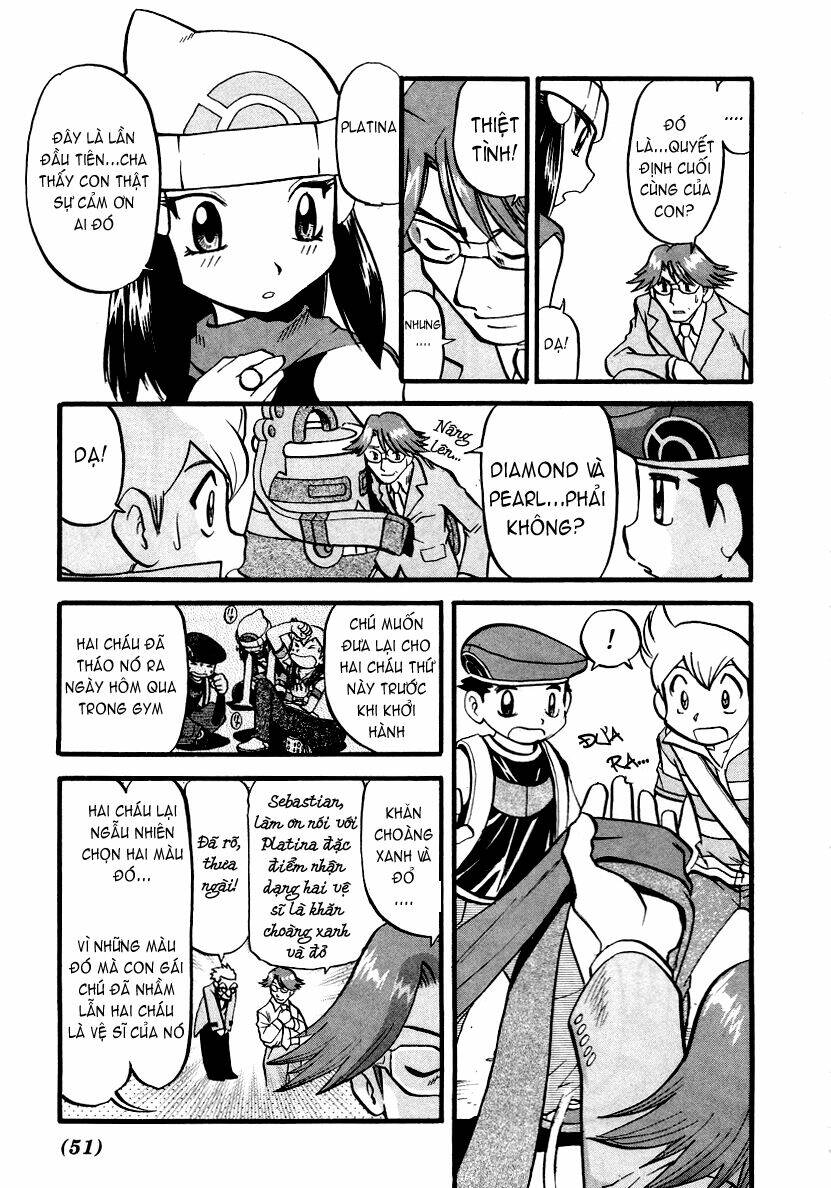 ....
ĐÓ
LÀ...QUYẾT
ĐỊNH CUỐI
CÙNG CỦA
CON?
DẠ!
THIỆT
TÌNH!
NHƯNG
....
PLATINA
ĐÂY LÀ LẦN
ĐẦU TIÊN...CHA
THẤY CON THẬT
SỰ CẢM ƠN
AI ĐÓ
DIAMOND VÀ
PEARL...PHẢI
KHÔNG?
Nâng
lên...
DẠ!
!
ĐƯA
RA...
CHÚ MUỐN
ĐƯA LẠI CHO
HAI CHÁU THỨ
NÀY TRƯỚC
KHI KHỞI
HÀNH
HAI CHÁU ĐÃ
THÁO NÓ RA
NGÀY HÔM QUA
TRONG GYM
KHĂN
CHOÀNG
XANH VÀ
ĐỎ
....
Sebastian,
làm ơn nói với
Platina đặc
điểm nhận
dạng hai vệ
sĩ là khăn
choàng xanh
và đỏ
Đã rõ,
thưa
ngài!
HAI CHÁU LẠI
NGẪU NHIÊN
CHỌN HAI MÀU
ĐÓ...
VÌ NHỮNG MÀU
ĐÓ MÀ CON GÁI
CHÚ ĐÃ NHẦM
LẪN HAI CHÁU
LÀ VỆ SĨ CỦA NÓ
(51)